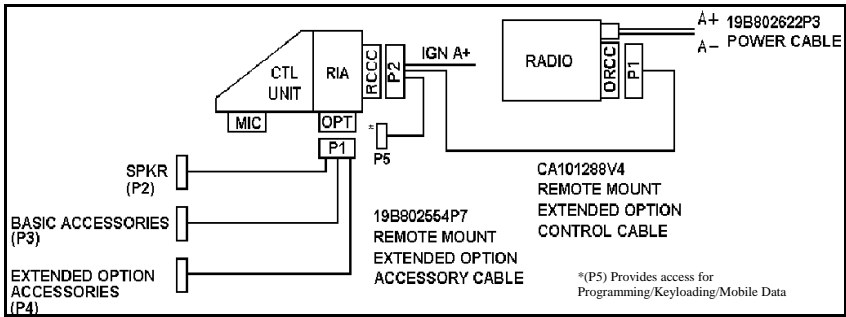 A+ 19B802622P3
A– POWER CABLE
IGN A+
RADIO
ORCC
P1
CTL
UNIT
RIA
RCCC
P2
MIC
OPT
*
P5
P1
SPKR
(P2)
BASIC ACCESSORIES
(P3)
EXTENDED OPTION
ACCESSORIES
(P4)
19B802554P7
REMOTE MOUNT
EXTENDED OPTION
ACCESSORY CABLE
CA101288V4
REMOTE MOUNT
EXTENDED OPTION
CONTROL CABLE
*(P5) Provides access for
Programming/Keyloading/Mobile Data